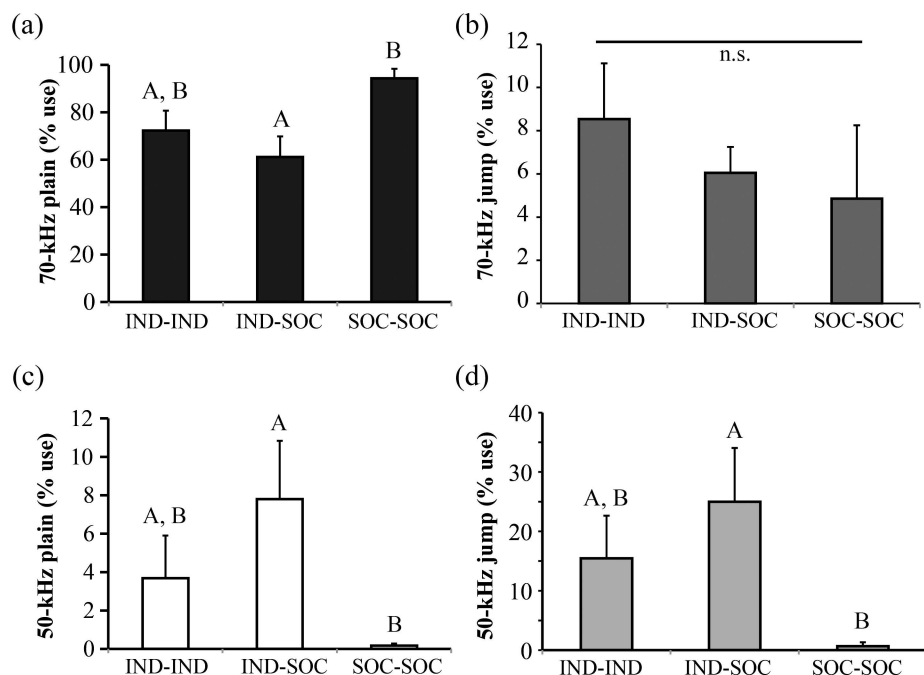 (a)
70-kHz plain (% use)
100
80
60
40
20
0
A, B
A
B
IND-IND
IND-SOC
SOC-SOC
(b)
70-kHz jump (% use)
12
10
8
6
4
2
0
n.s.
IND-IND
IND-SOC
SOC-SOC
(c)
50-kHz plain (% use)
12
10
8
6
4
2
0
A, B
A
B
IND-IND
IND-SOC
SOC-SOC
(d)
50-kHz jump (% use)
40
30
20
10
0
A, B
A
B
IND-IND
IND-SOC
SOC-SOC